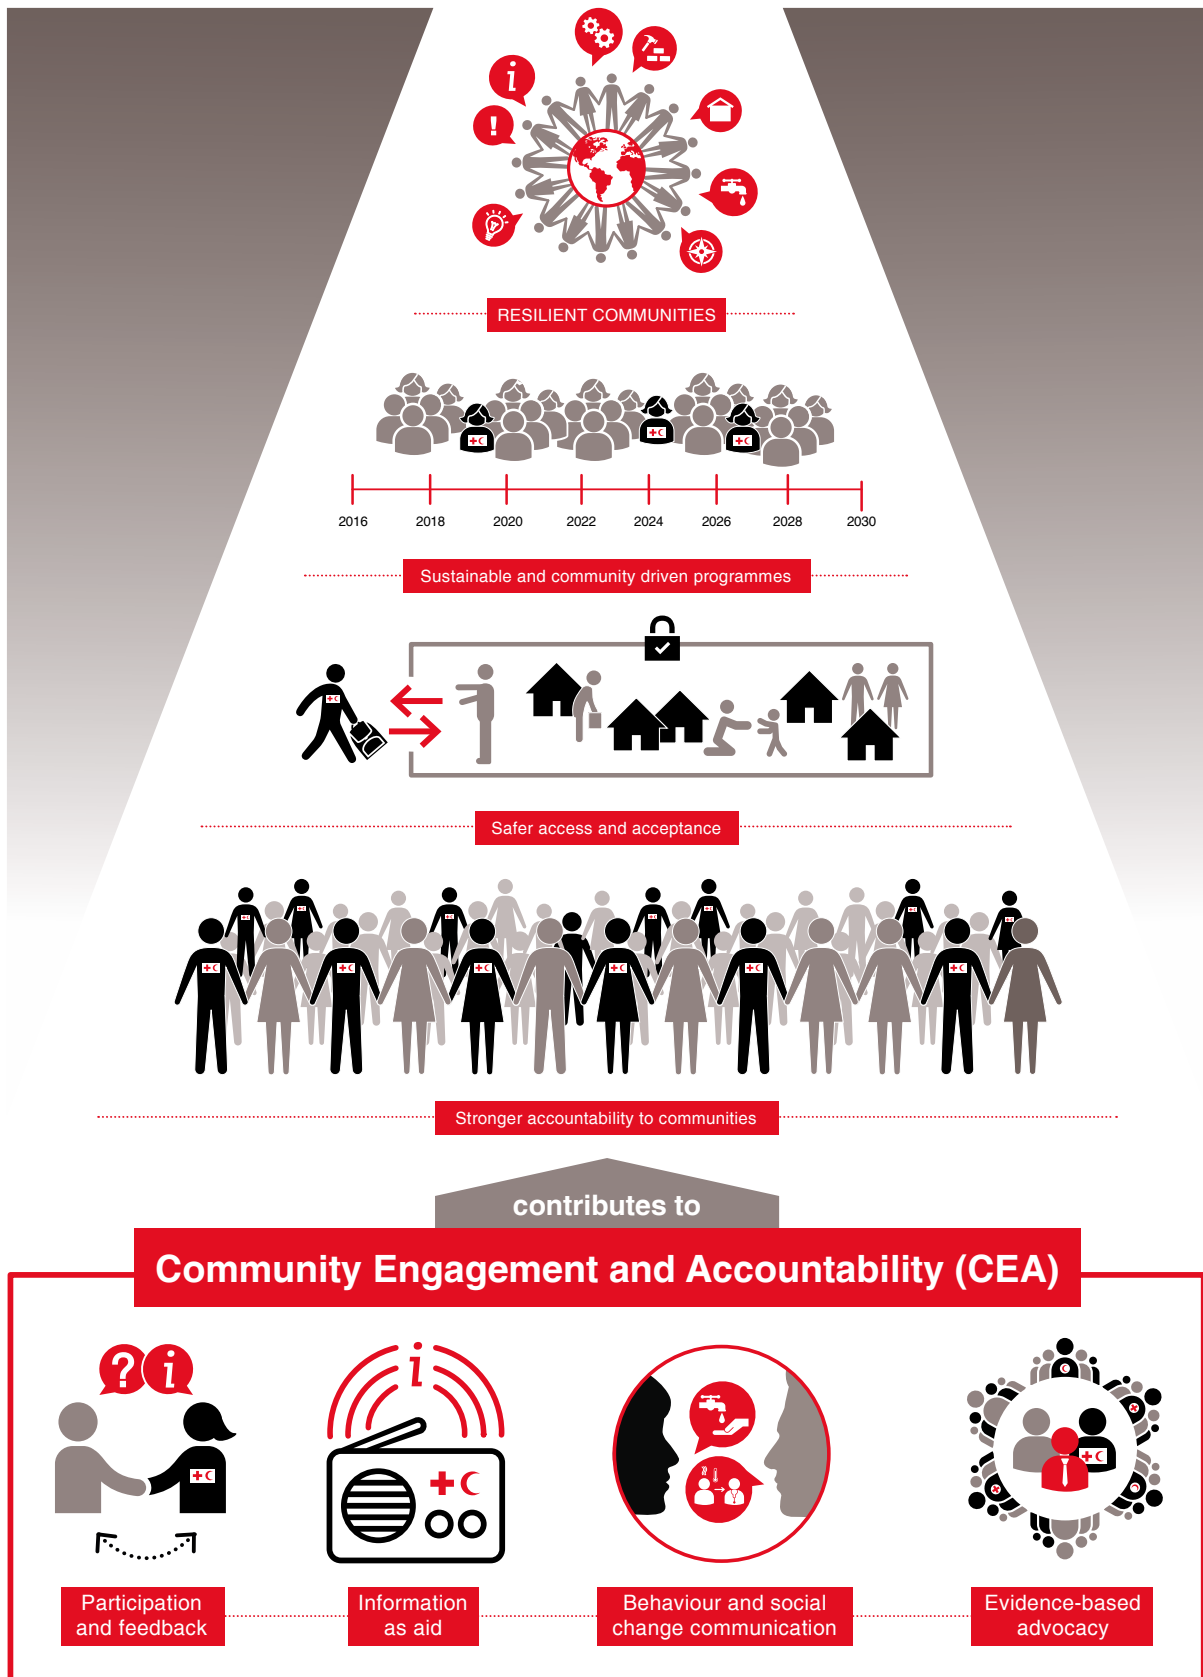 i
!
RESILIENT COMMUNITIES
2016 2018 2020 2022 2024 2026 2028 2030
Sustainable and community driven programmes
Safer access and acceptance
Stronger accountability to communities
contributes to
Community Engagement and Accountability (CEA)
? i
i
Participation
and feedback
Information
as aid
Behaviour and social
change communication
Evidence-based
advocacy